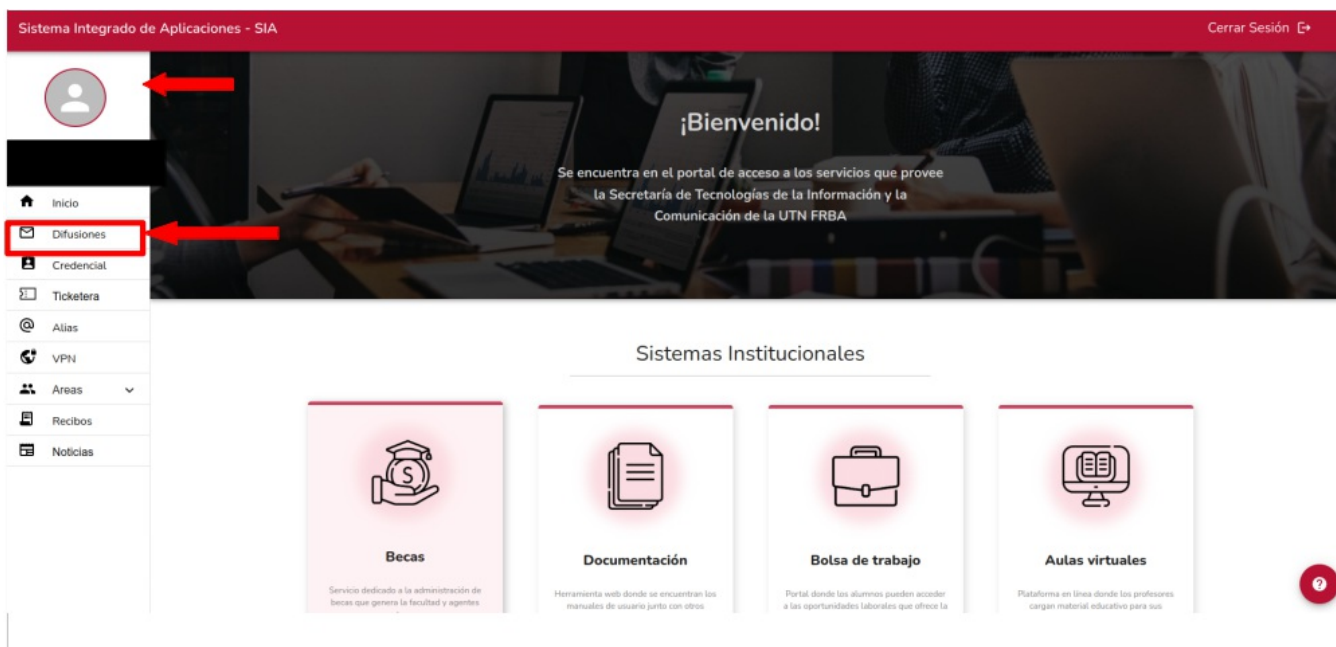 Sistema Integrado de Aplicaciones - SIA
Cerrar Sesión
¡Bienvenido!
Se encuentra en el portal de acceso a los servicios que provee
la Secretaría de Tecnologías de la Información y la
Comunicación de la UTN FRBA
Inicio
Difusiones
Credencial
Ticketera
Alias
VPN
Areas
Recibos
Noticias
Sistemas Institucionales
Becas
Servicio dedicado a la administración de
becas que genera la facultad y agentes
Documentación
Herramienta web donde se encuentran los
manuales de usuario junto con otros
Bolsa de trabajo
Portal donde los alumnos pueden acceder
a las oportunidades laborales que ofrece la
Aulas virtuales
Plataforma en línea donde los profesores
cargan material educativo para sus